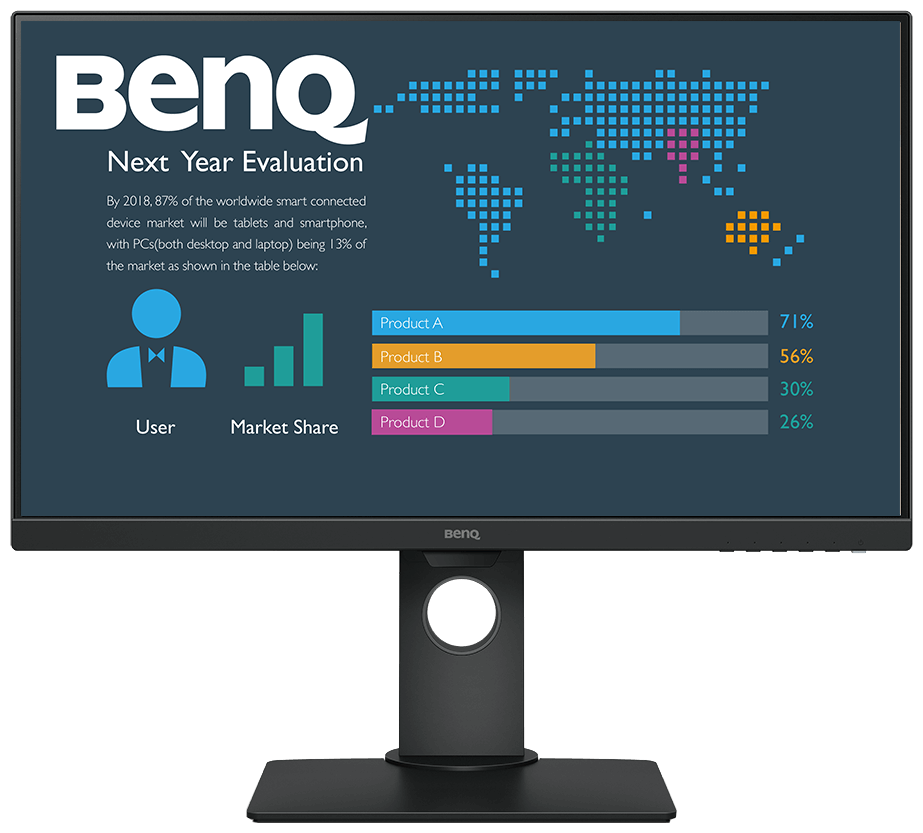 BenQ
Next Year Evaluation
By 2018, 87% of the worldwide smart connected
device market will be tablets and smartphone,
with PCs(both desktop and laptop) being 13% of
the market as shown in the table below:
Product A 71%
Product B 56%
Product C 30%
Product D 26%
User Market Share
BenQ